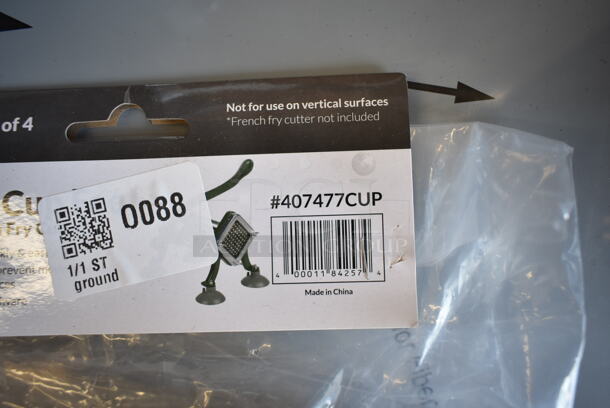 of 4
Not for use on vertical surfaces
*French fry cutter not included
0088
1/1 ST
ground
Fry
#407477CUP
4 00011 84257 4
Made in China